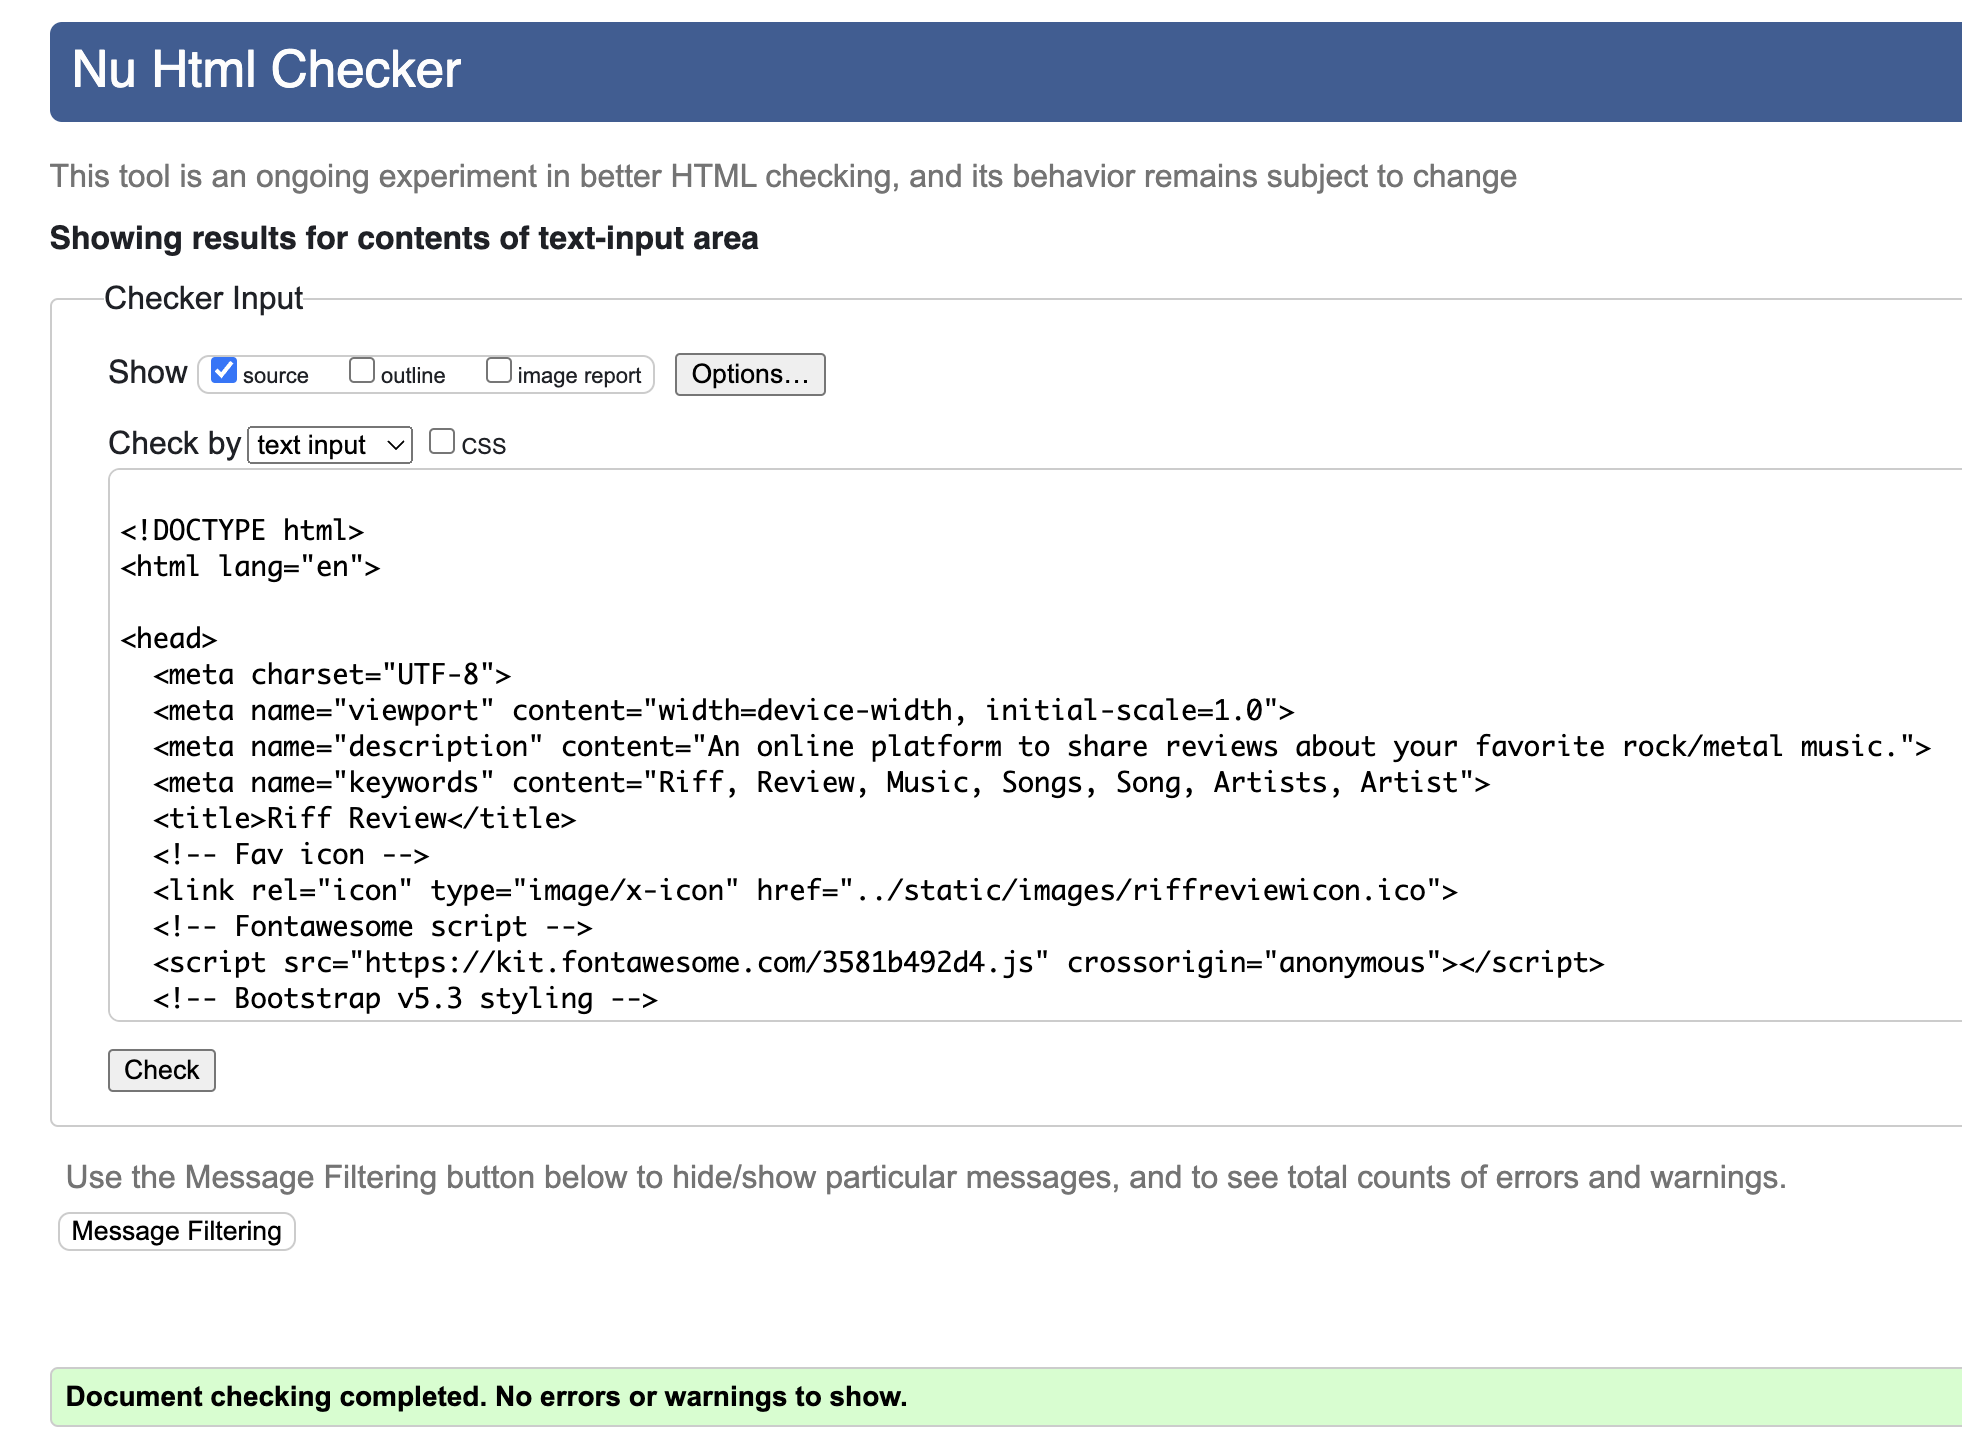 Nu Html Checker
This tool is an ongoing experiment in better HTML checking, and its behavior remains subject to change
Showing results for contents of text-input area
Checker Input
Show source outline image report Options...
Check by text input css
<!DOCTYPE html>
<html lang="en">
<head>
<meta charset="UTF-8">
<meta name="viewport" content="width=device-width, initial-scale=1.0">
<meta name="description" content="An online platform to share reviews about your favorite rock/metal music.">
<meta name="keywords" content="Riff, Review, Music, Songs, Song, Artists, Artist">
<title>Riff Review</title>
<!-- Fav icon -->
<link rel="icon" type="image/x-icon" href="../static/images/riffreviewicon.ico">
<!-- Fontawesome script -->
<script src="https://kit.fontawesome.com/3581b492d4.js" crossorigin="anonymous"></script>
<!-- Bootstrap v5.3 styling -->
Check
Use the Message Filtering button below to hide/show particular messages, and to see total counts of errors and warnings.
Message Filtering
Document checking completed. No errors or warnings to show.